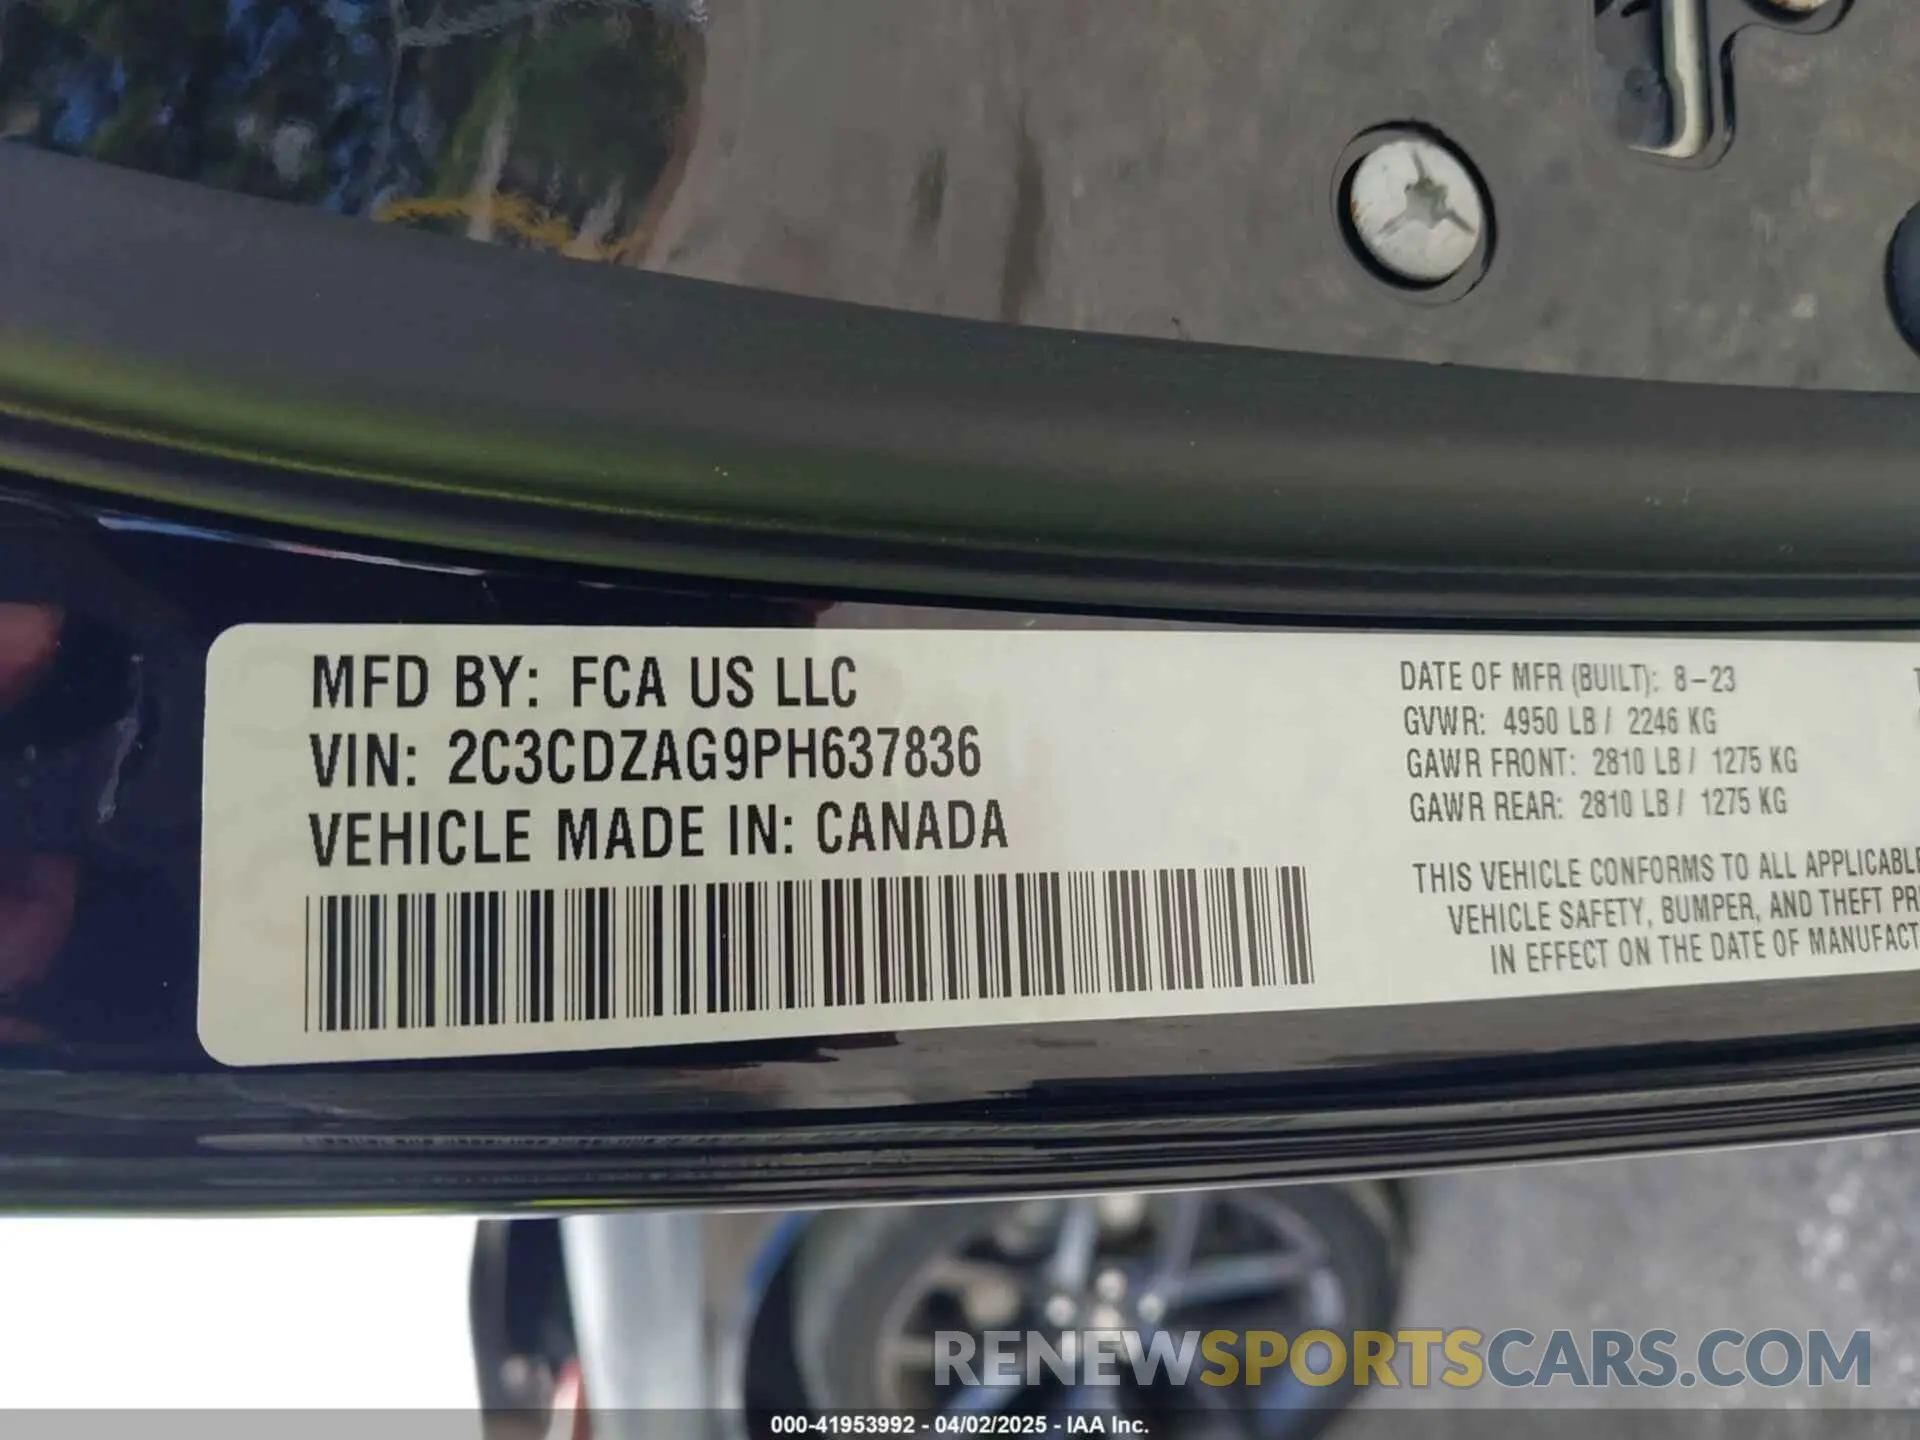 MFD BY: FCA US LLC
VIN: 2C3CDZAG9PH637836
VEHICLE MADE IN: CANADA
DATE OF MFR (BUILT): 8-23
GVWR: 4950 LB / 2246 KG
GAWR FRONT: 2810 LB / 1275 KG
GAWR REAR: 2810 LB / 1275 KG
THIS VEHICLE CONFORMS TO ALL APPLICABLE
VEHICLE SAFETY, BUMPER, AND THEFT PR
IN EFFECT ON THE DATE OF MANUFACT
RENEWSPORTSCARS.COM
000-41953992 - 04/02/2025 - IAA Inc.